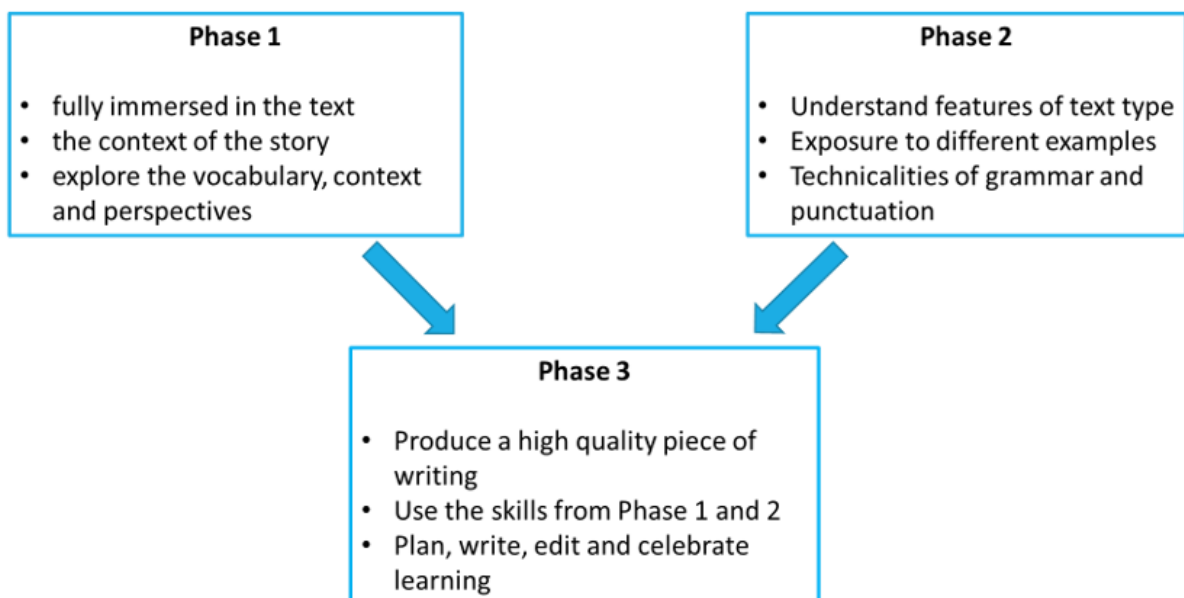 Phase 1
• fully immersed in the text
• the context of the story
• explore the vocabulary, context
and perspectives
Phase 2
• Understand features of text type
• Exposure to different examples
• Technicalities of grammar and
punctuation
Phase 3
• Produce a high quality piece of
writing
• Use the skills from Phase 1 and 2
• Plan, write, edit and celebrate
learning